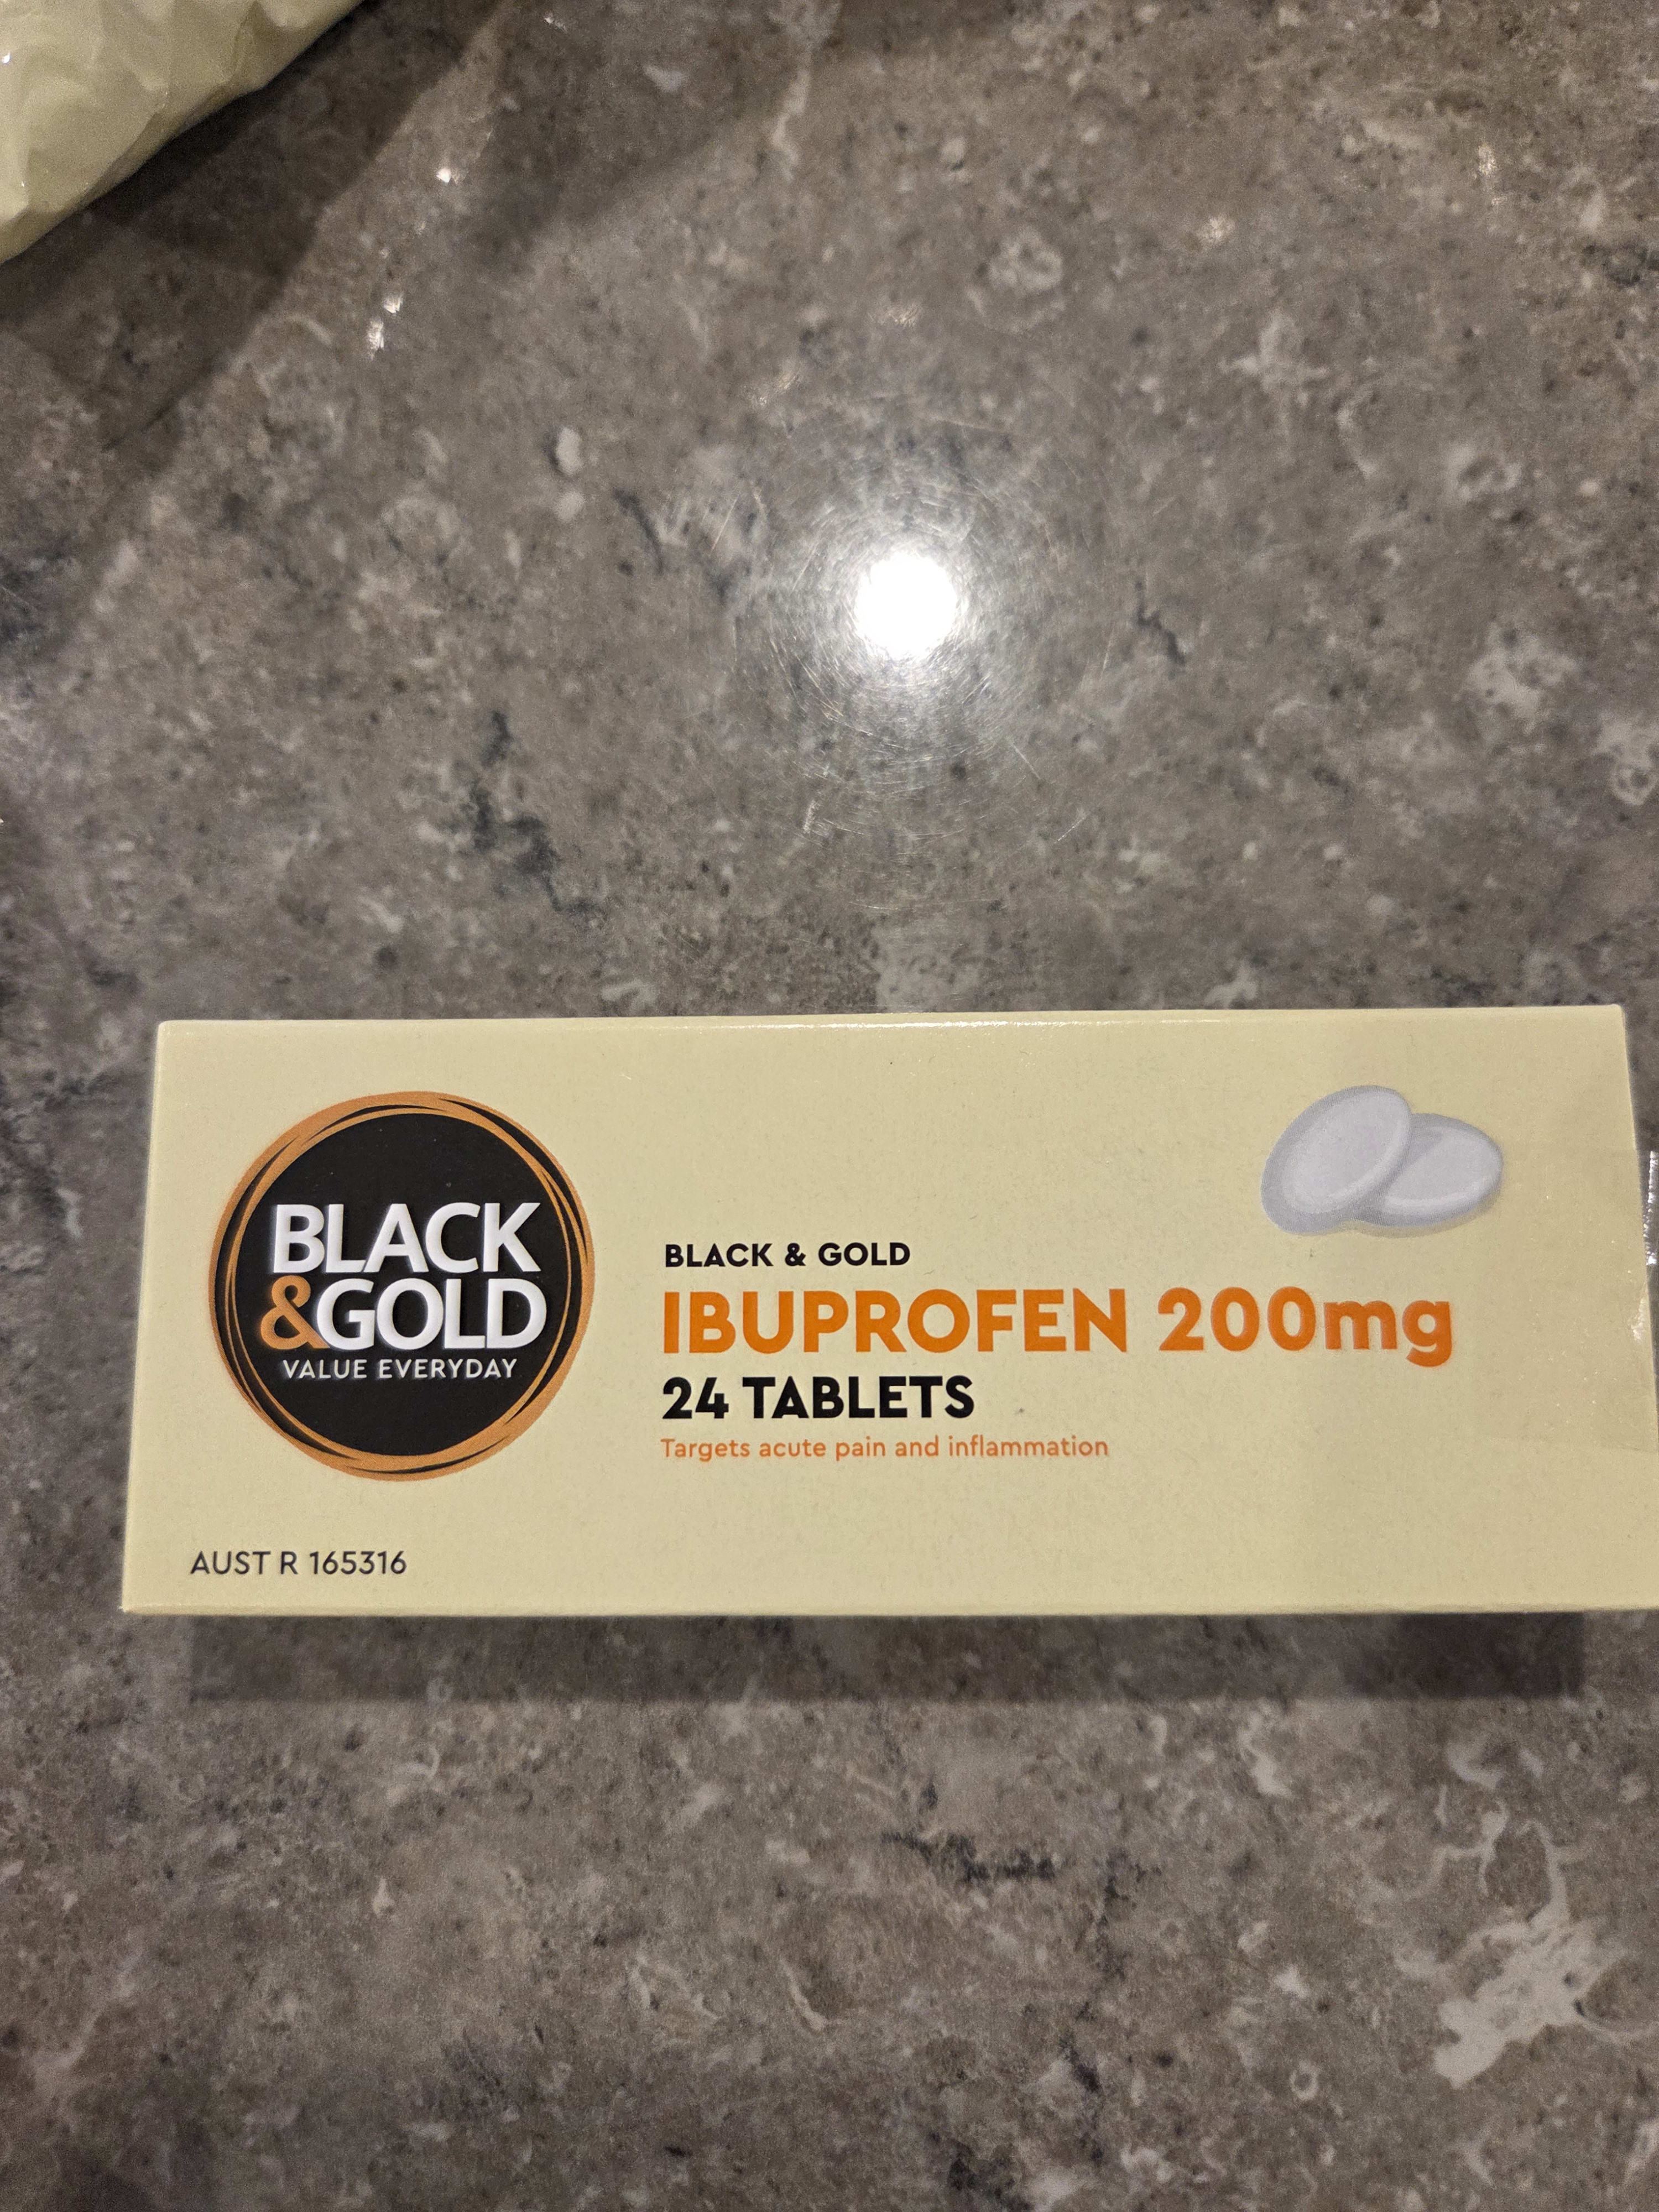 BLACK
&GOLD
VALUE EVERYDAY
BLACK & GOLD
IBUPROFEN 200mg
24 TABLETS
Targets acute pain and inflammation
AUST R 165316